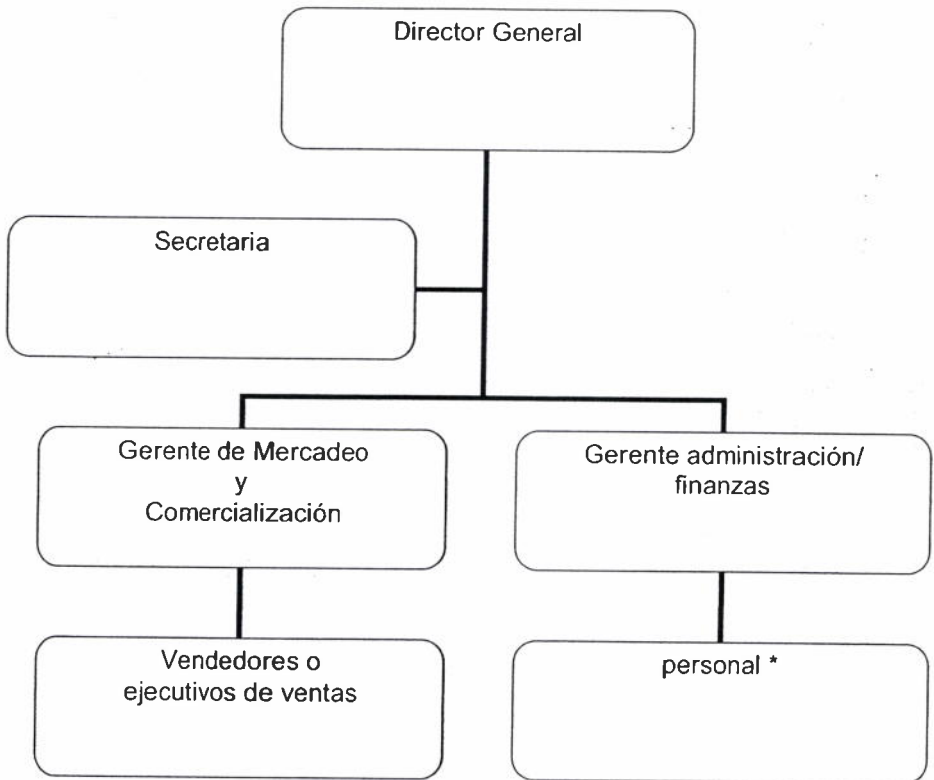 Director General
Secretaria
Gerente de Mercadeo
y
Comercialización
Gerente administración/
finanzas
Vendedores o
ejecutivos de ventas
personal *